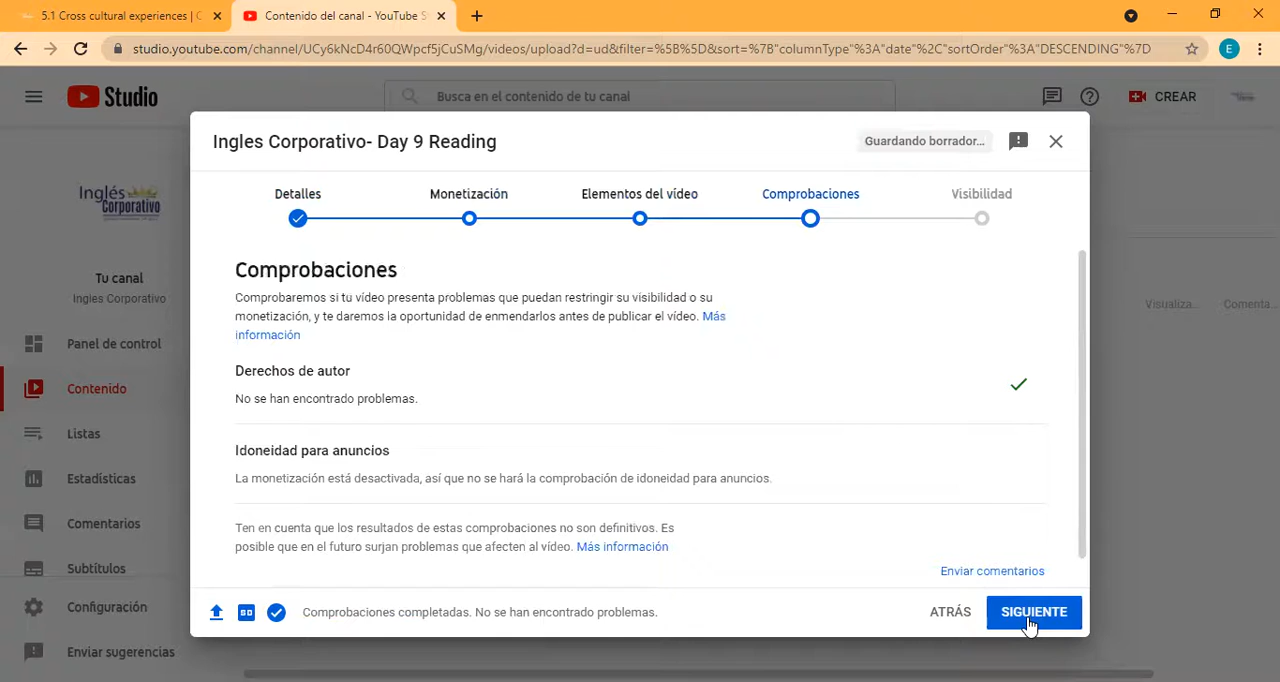 5.1 Cross cultural experiences | C
Contenido del canal - YouTube S
studio.youtube.com/channel/UCy6kNcD4r60QWpcf5jCuSMg/videos/upload?d=ud&filter=%5B%5D&sort=%7B"columnType"%3A"date"%2C"sortOrder"%3A"DESCENDING"%7D
E
Studio
Busca en el contenido de tu canal
CREAR
Ingles Corporativo- Day 9 Reading
Guardando borrador...
Detalles
Monetización
Elementos del vídeo
Comprobaciones
Visibilidad
Inglés
Corporativo
Tu canal
Ingles Corporativo
Panel de control
Contenido
Listas
Estadísticas
Comentarios
Subtítulos
Configuración
Enviar sugerencias
Comprobaciones
Comprobaremos si tu vídeo presenta problemas que puedan restringir su visibilidad o su
monetización, y te daremos la oportunidad de enmendarlos antes de publicar el vídeo. Más
información
Derechos de autor
No se han encontrado problemas.
Idoneidad para anuncios
La monetización está desactivada, así que no se hará la comprobación de idoneidad para anuncios.
Ten en cuenta que los resultados de estas comprobaciones no son definitivos. Es
posible que en el futuro surjan problemas que afecten al vídeo. Más información
Enviar comentarios
Visualiza...
Comenta...
SD
Comprobaciones completadas. No se han encontrado problemas.
ATRÁS
SIGUIENTE